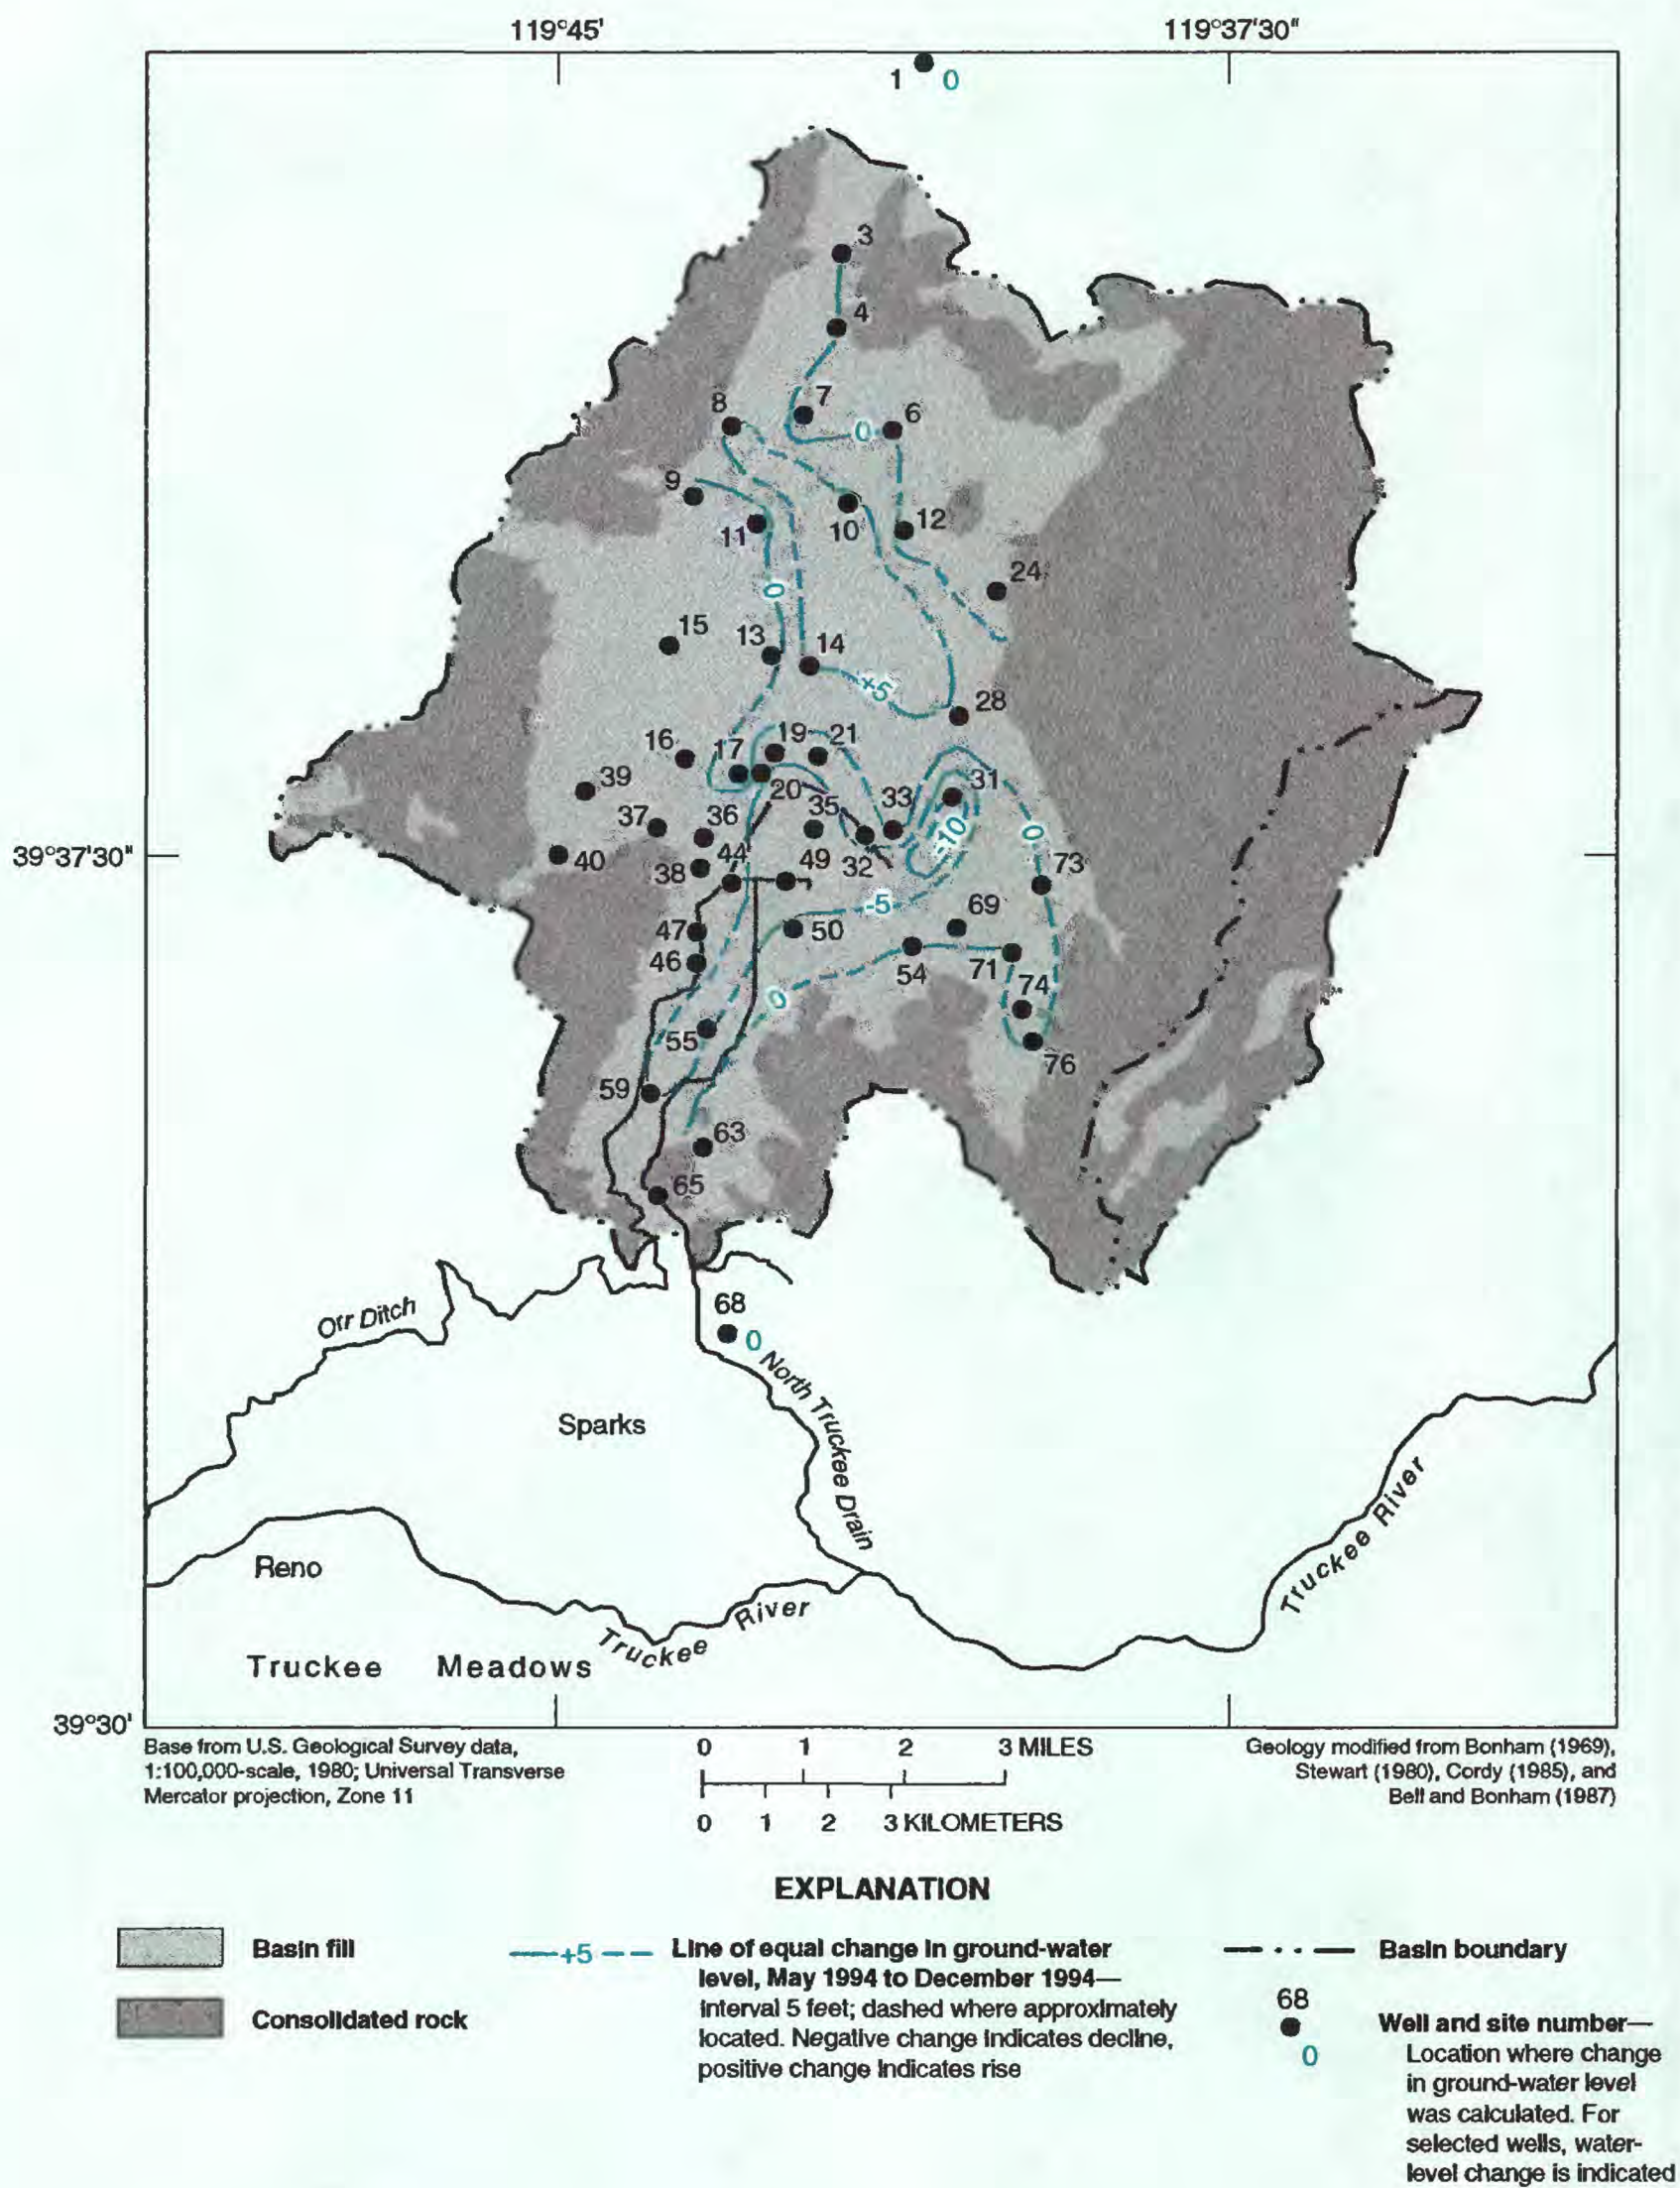 119°45'
119°37'30"
1
0
3
4
7
8
6
0
9
11
10
12
24
0
15
13
14
+5
28
16
17
19
21
39
20
31
37
36
35
33
-10
0
39°37'30"
40
38
44
49
32
73
-5
69
47
50
46
54
71
74
0
55
76
59
63
65
68
0
Orr Ditch
North Truckee Drain
Sparks
Reno
Truckee River
Truckee River
Truckee Meadows
39°30'
Base from U.S. Geological Survey data,
1:100,000-scale, 1980; Universal Transverse
Mercator projection, Zone 11
0 1 2 3 MILES
0 1 2 3 KILOMETERS
Geology modified from Bonham (1969),
Stewart (1980), Cordy (1985), and
Bell and Bonham (1987)
EXPLANATION
Basin fill
Consolidated rock
+5
Line of equal change in ground-water
level, May 1994 to December 1994—
Interval 5 feet; dashed where approximately
located. Negative change indicates decline,
positive change indicates rise
Basin boundary
68
0
Well and site number—
Location where change
in ground-water level
was calculated. For
selected wells, water-
level change is indicated